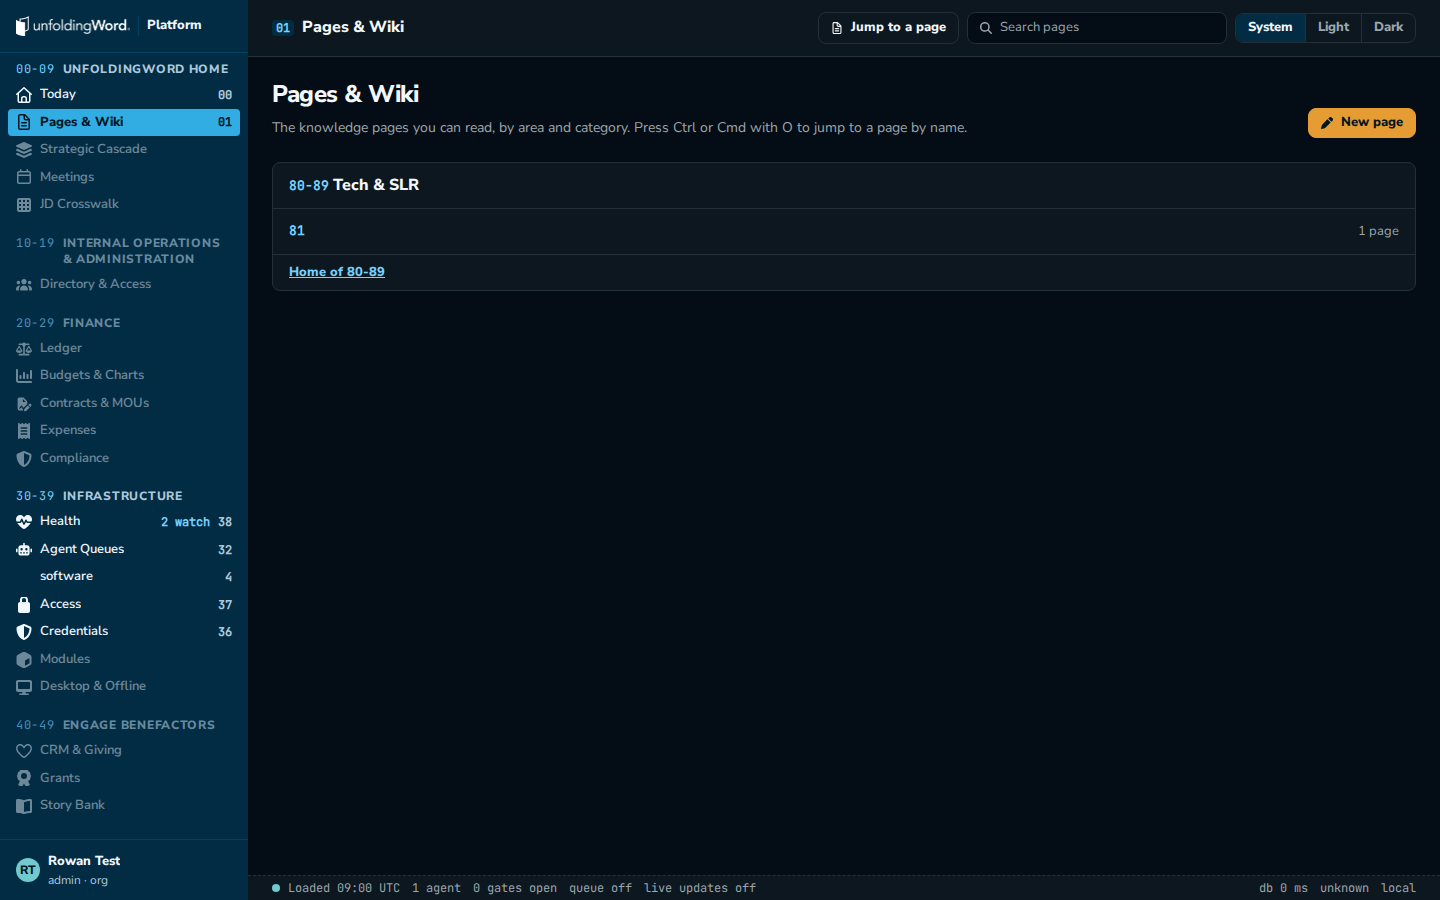 unfoldingWord Platform
00-09 UNFOLDINGWORD HOME
Today 00
Pages & Wiki 01
Strategic Cascade
Meetings
JD Crosswalk
10-19 INTERNAL OPERATIONS
& ADMINISTRATION
Directory & Access
20-29 FINANCE
Ledger
Budgets & Charts
Contracts & MOUs
Expenses
Compliance
30-39 INFRASTRUCTURE
Health 2 watch 38
Agent Queues 32
software 4
Access 37
Credentials 36
Modules
Desktop & Offline
40-49 ENGAGE BENEFACTORS
CRM & Giving
Grants
Story Bank
RT Rowan Test
admin · org
01 Pages & Wiki Jump to a page Search pages System Light Dark
Pages & Wiki
The knowledge pages you can read, by area and category. Press Ctrl or Cmd with O to jump to a page by name.
New page
80-89 Tech & SLR
81 1 page
Home of 80-89
Loaded 09:00 UTC 1 agent 0 gates open queue off live updates off db 0 ms unknown local